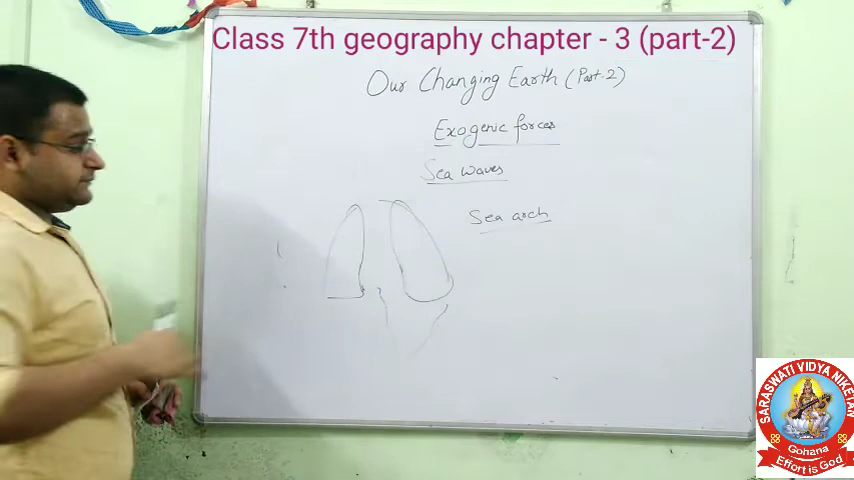 Class 7th geography chapter - 3 (part-2)
Our Changing Earth (Part-2)
Exogenic forces
Sea waves
Sea arch
SARASWATI VIDYA NIKETAN
Gohana
Effort is God